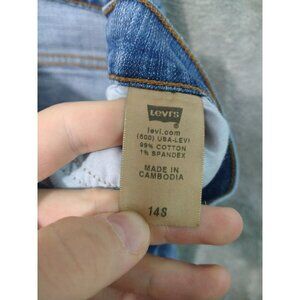 LEVI'S
levi.com
(800) USA-LEVI
99% COTTON
1% SPANDEX
MADE IN
CAMBODIA
14S